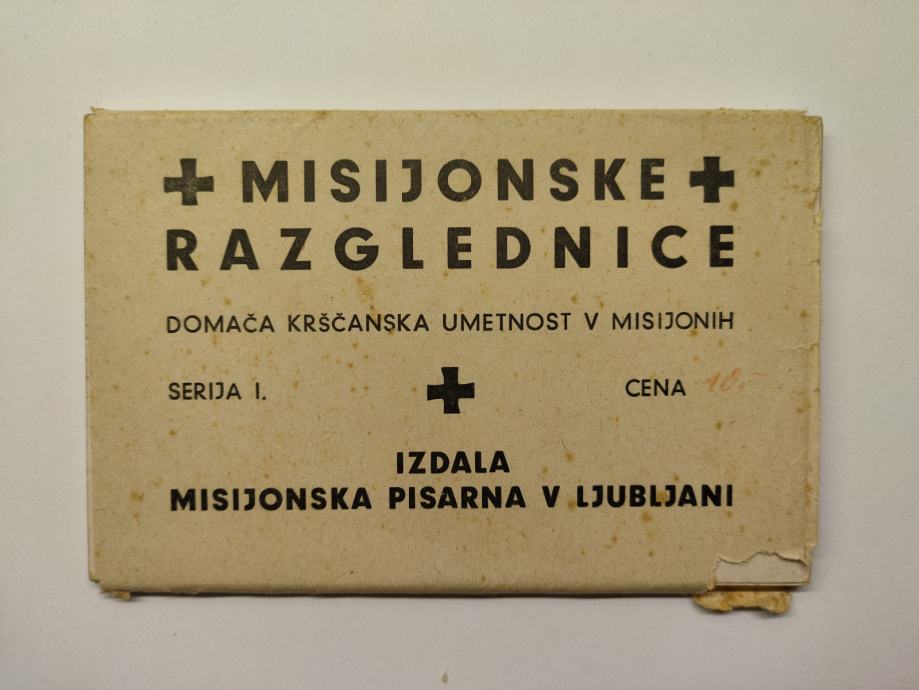 MISIJONSKE
RAZGLEDNICE
DOMAČA KRŠČANSKA UMETNOST V MISIJONIH
SERIJA I. CENA 10.-
IZDALA
MISIJONSKA PISARNA V LJUBLJANI